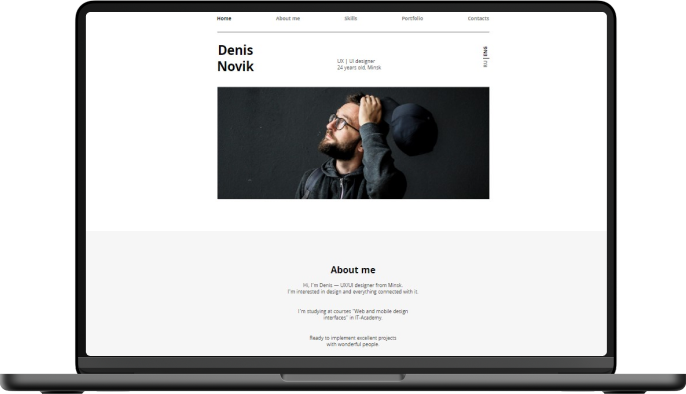 Home About me Skills Portfolio Contacts
Denis
Novik
UX | UI designer
24 years old, Minsk
RU | ENG
About me
Hi, I'm Denis — UX/UI designer from Minsk.
I'm interested in design and everything connected with it
I'm studying at courses "Web and mobile design
interfaces" in IT-Academy
Ready to implement excellent projects
with wonderful people